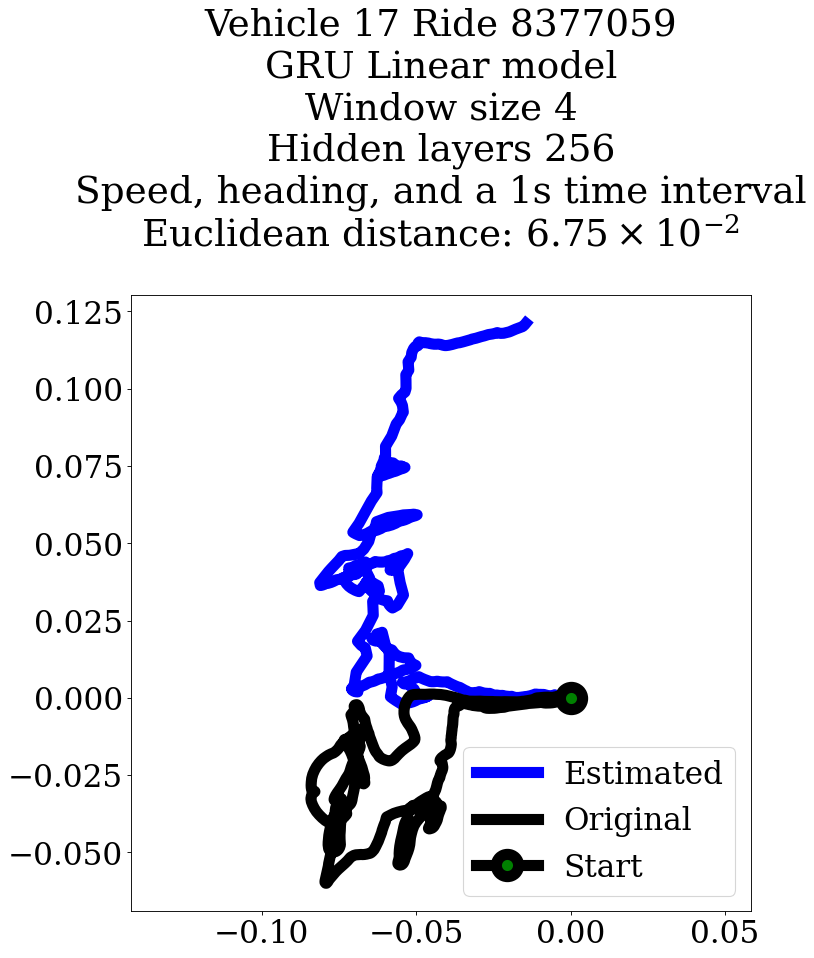 Vehicle 17 Ride 8377059
GRU Linear model
Window size 4
Hidden layers 256
Speed, heading, and a 1s time interval
Euclidean distance: 6.75 × 10⁻²
0.125
0.100
0.075
0.050
0.025
0.000
−0.025
−0.050
Estimated
Original
Start
−0.10
−0.05
0.00
0.05